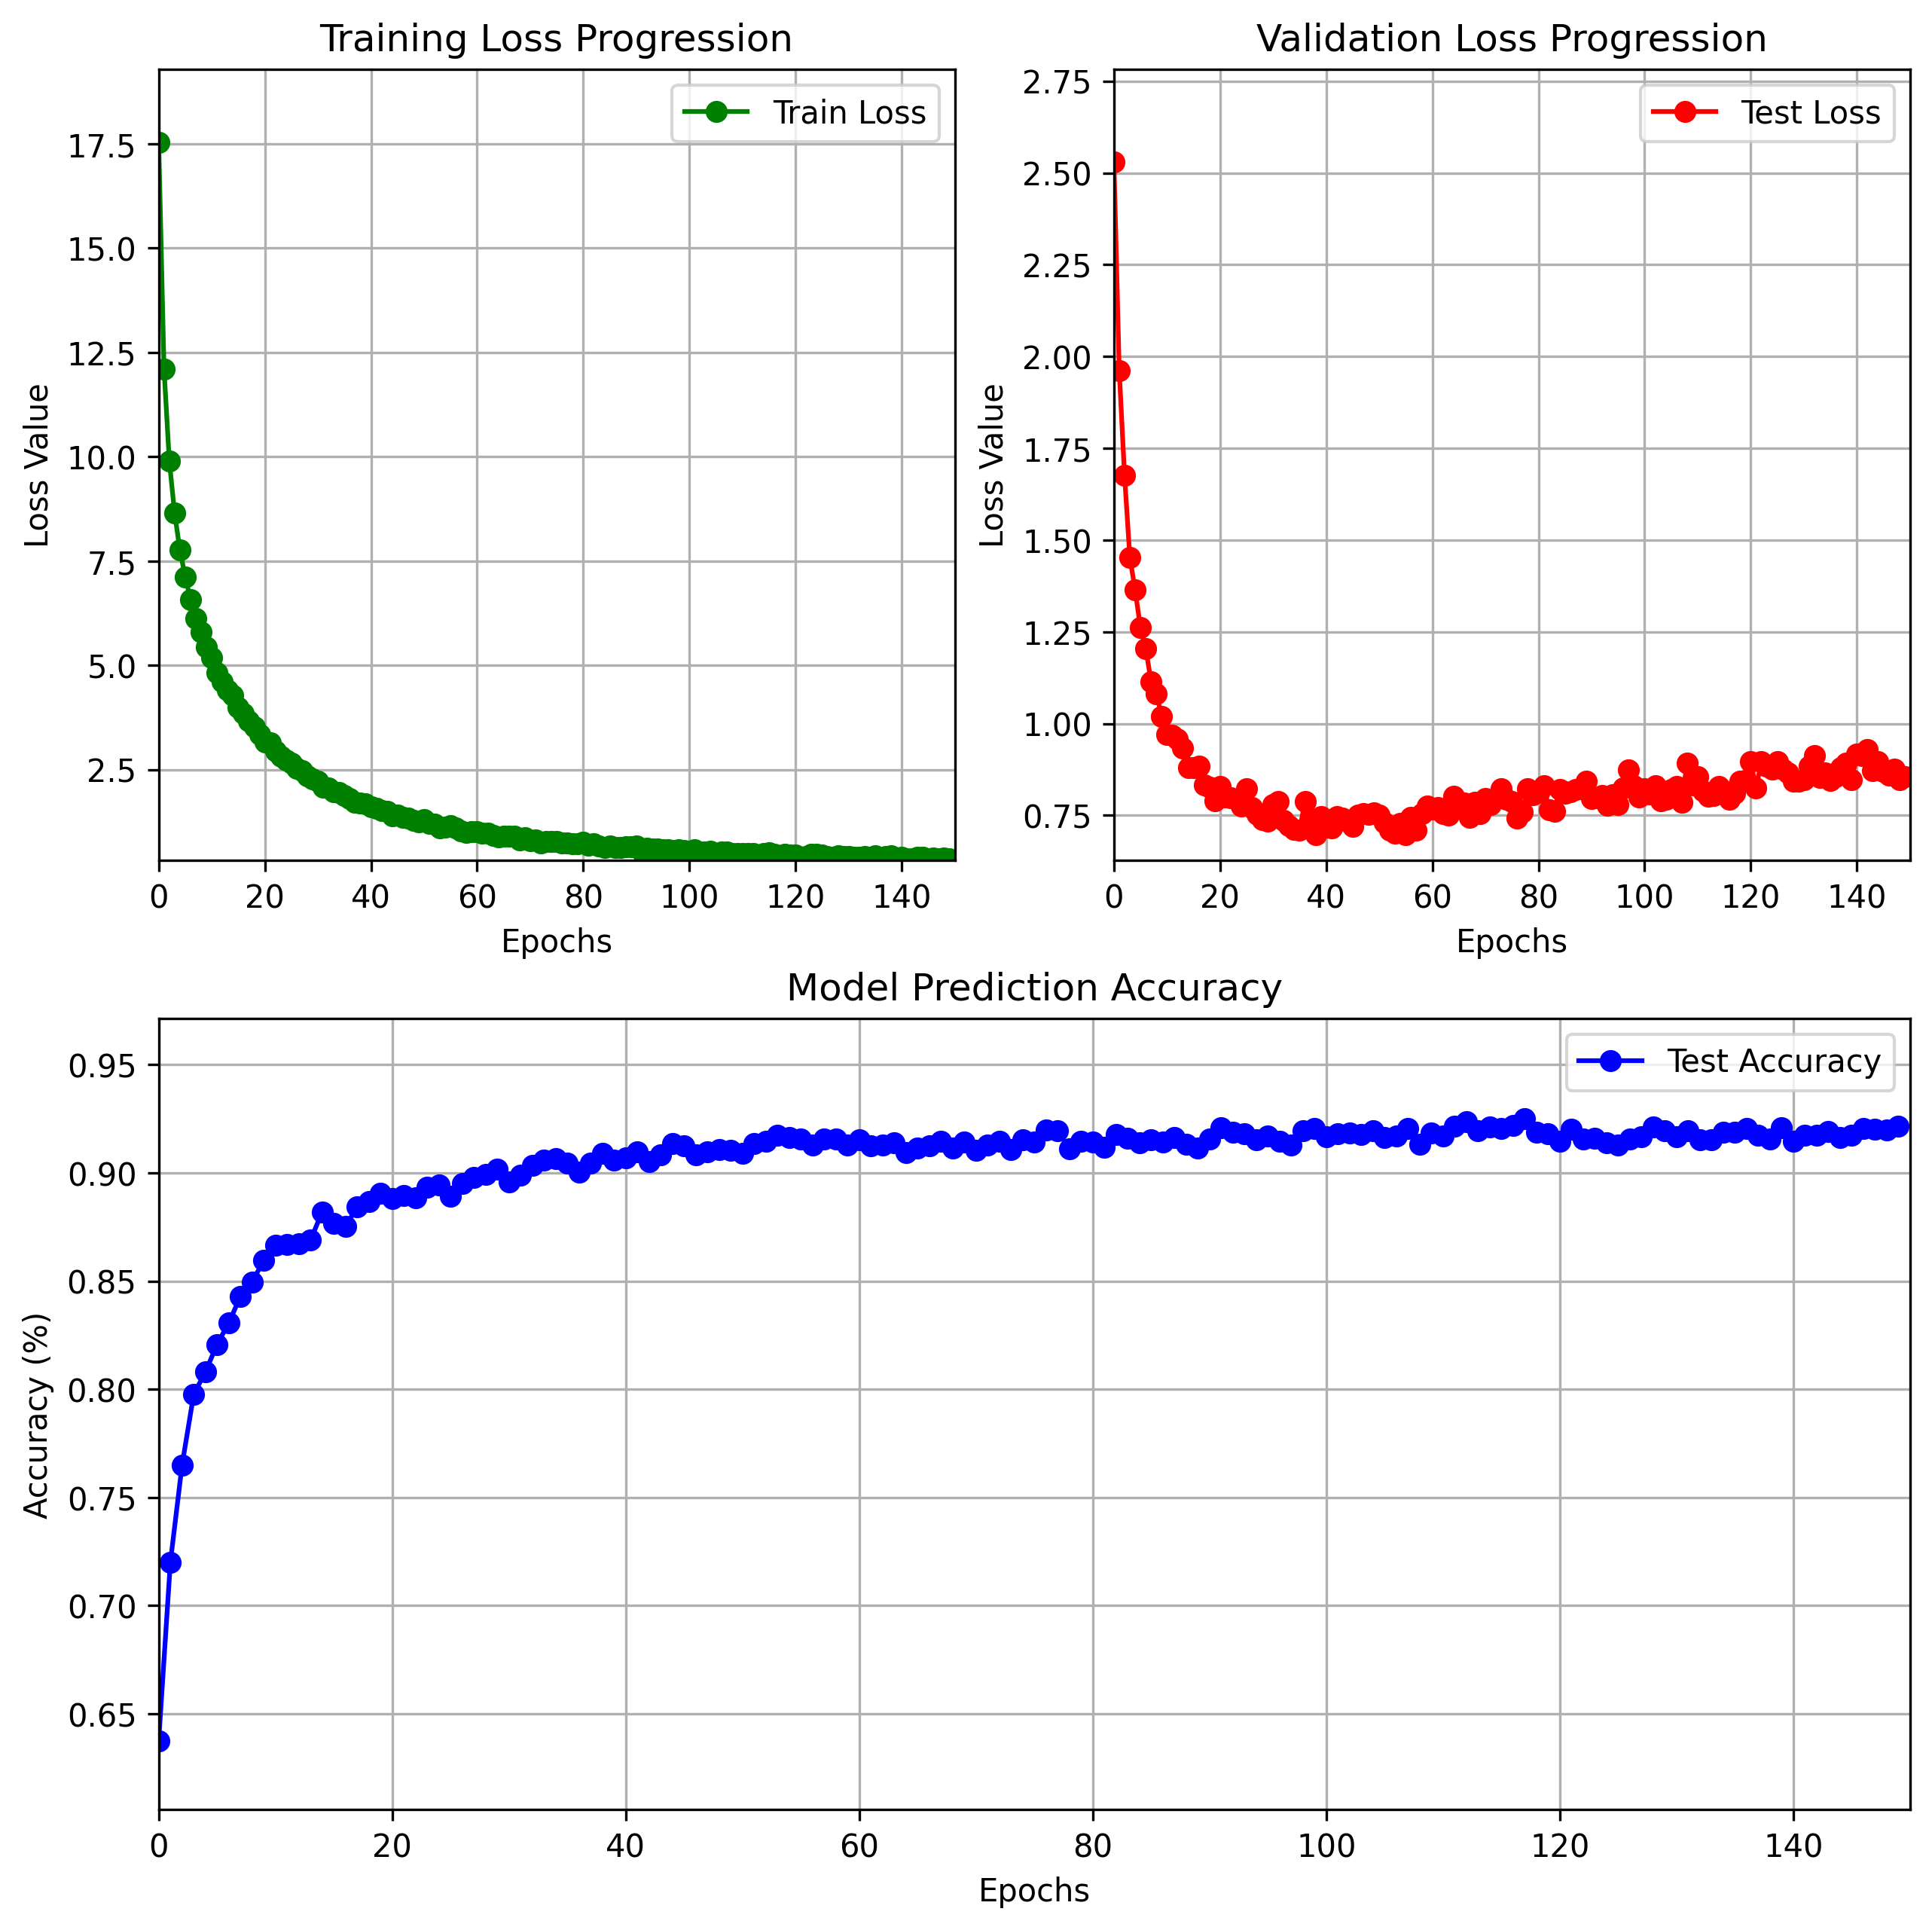 Training Loss Progression
Train Loss
17.5
15.0
12.5
10.0
7.5
5.0
2.5
Loss Value
0 20 40 60 80 100 120 140
Epochs
Validation Loss Progression
Test Loss
2.75
2.50
2.25
2.00
1.75
1.50
1.25
1.00
0.75
Loss Value
0 20 40 60 80 100 120 140
Epochs
Model Prediction Accuracy
Test Accuracy
0.95
0.90
0.85
0.80
0.75
0.70
0.65
Accuracy (%)
0 20 40 60 80 100 120 140
Epochs